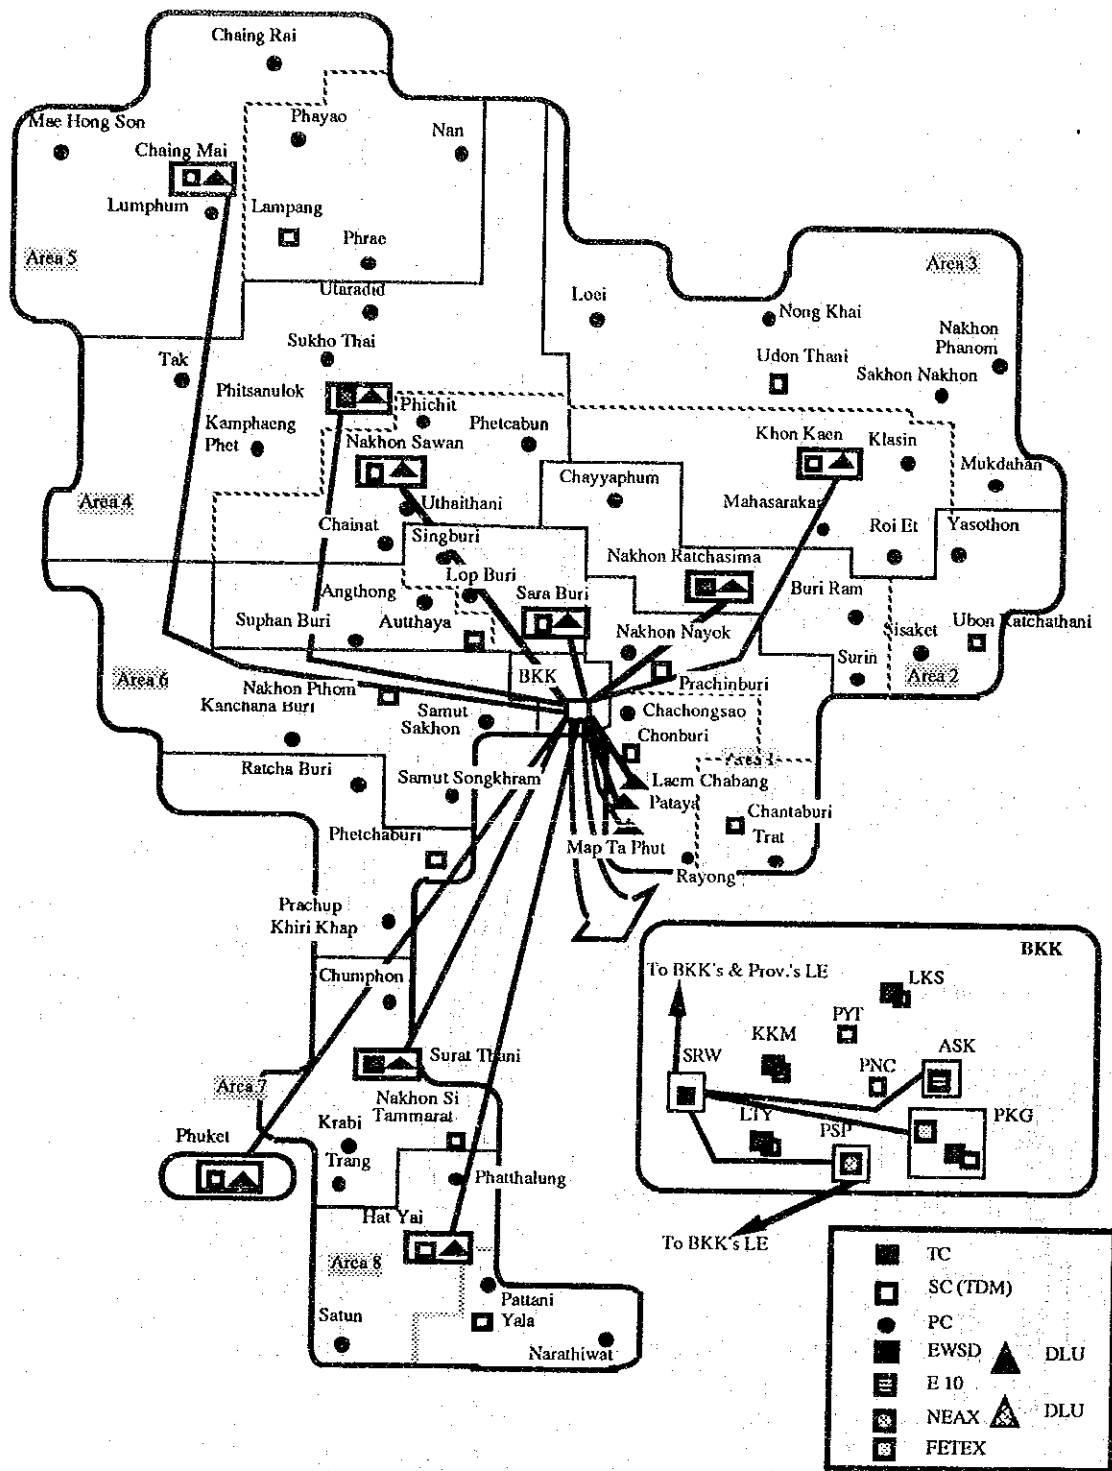 Chaing Rai
Mae Hong Son
Phayao
Nan
Chaing Mai
Lumphum
Lampang
Phrae
Area 5
Area 3
Utaradid
Loei
Nong Khai
Nakhon
Phanom
Sukho Thai
Udon Thani
Tak
Sakhon Nakhon
Phitsanulok
Phichit
Kamphaeng
Phet
Phetcabun
Nakhon Sawan
Khon Kaen
Klasin
Mukdahan
Chayyaphum
Area 4
Uthaithani
Mahasarakar
Chainat
Singburi
Roi Et
Yasothon
Nakhon Ratchasima
Lop Buri
Angthong
Sara Buri
Buri Ram
Suphan Buri
Autthaya
Nakhon Nayok
Sisaket
Ubon Ratchathani
BKK
Surin
Area 6
Area 2
Nakhon Pthom
Prachinburi
Kanchana Buri
Samut
Sakhon
Chachongsao
Chonburi
Area 1
Ratcha Buri
Samut Songkhram
Laem Chabang
Pataya
Chantaburi
Phetchaburi
Trat
Map Ta Phut
Rayong
Prachup
Khiri Khap
BKK
Chumphon
To BKK's & Prov.'s LE
LKS
PYT
KKM
ASK
SRW
PNC
Surat Thani
Area 7
Nakhon Si
Tammarat
LTY
PSP
PKG
Krabi
Phuket
Trang
Phatthalung
Hat Yai
To BKK's LE
Area 8
Pattani
Yala
Satun
Narathiwat
TC
SC (TDM)
PC
EWSD
DLU
E 10
NEAX
DLU
FETEX